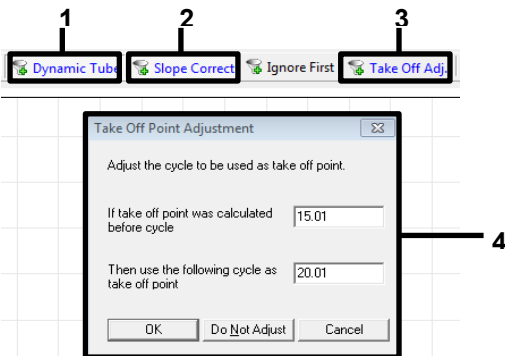 1 2 3
Dynamic Tube Slope Correct Ignore First Take Off Adj.
Take Off Point Adjustment
Adjust the cycle to be used as take off point.
If take off point was calculated
before cycle
15.01
Then use the following cycle as
take off point
20.01
4
OK Do Not Adjust Cancel